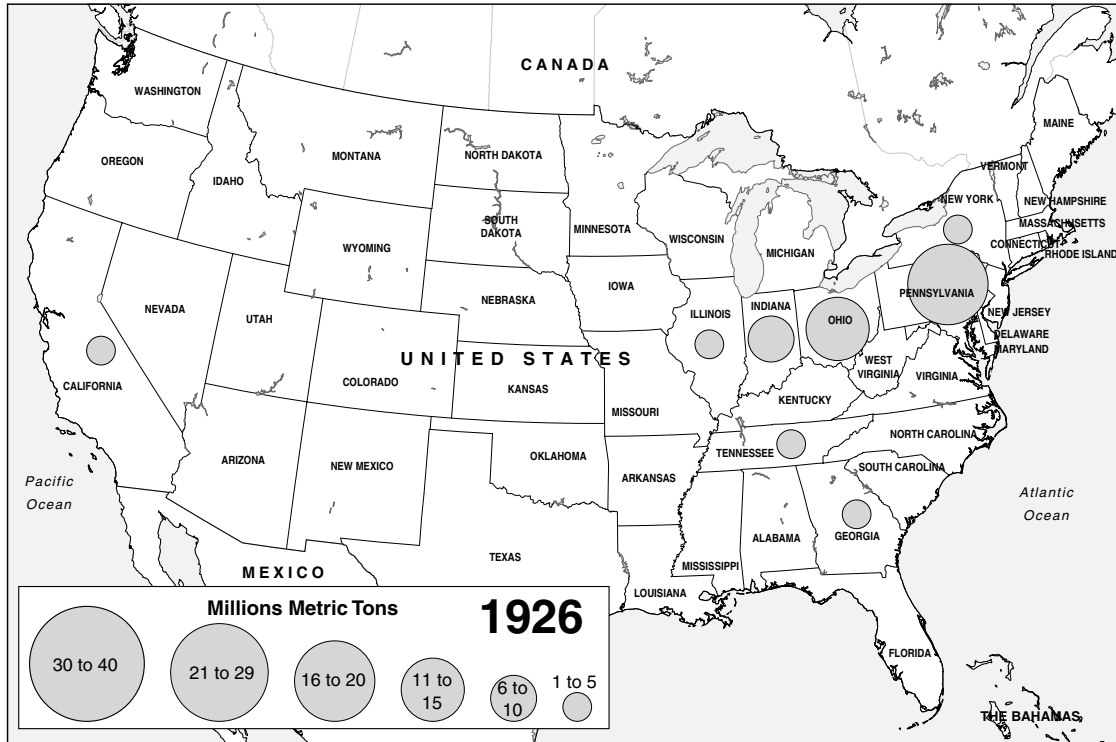 CANADA
WASHINGTON
MAINE
OREGON
MONTANA
NORTH DAKOTA
VERMONT
IDAHO
NEW YORK
NEW HAMPSHIRE
SOUTH
DAKOTA
MINNESOTA
MASSACHUSETTS
WISCONSIN
WYOMING
MICHIGAN
CONNECTICUT
RHODE ISLAND
IOWA
PENNSYLVANIA
NEBRASKA
NEVADA
INDIANA
ILLINOIS
OHIO
NEW JERSEY
UTAH
DELAWARE
MARYLAND
UNITED STATES
WEST
VIRGINIA
VIRGINIA
CALIFORNIA
COLORADO
KANSAS
KENTUCKY
MISSOURI
NORTH CAROLINA
TENNESSEE
OKLAHOMA
ARIZONA
NEW MEXICO
SOUTH CAROLINA
ARKANSAS
Pacific
Ocean
Atlantic
Ocean
GEORGIA
ALABAMA
TEXAS
MISSISSIPPI
MEXICO
LOUISIANA
FLORIDA
THE BAHAMAS
Millions Metric Tons
1926
30 to 40
21 to 29
16 to 20
11 to
15
6 to
10
1 to 5